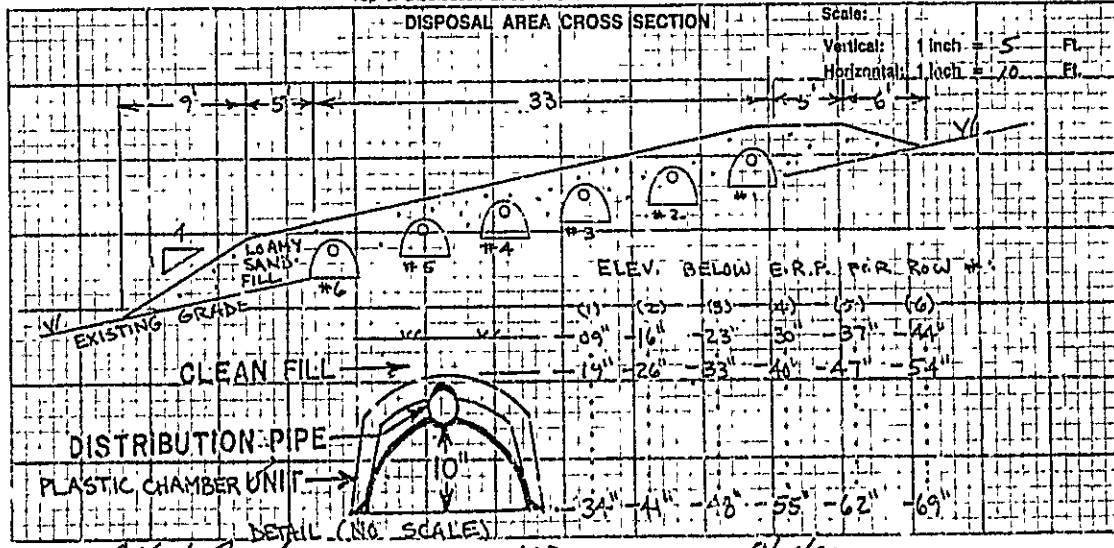 DISPOSAL AREA CROSS SECTION
Scale:
Vertical: 1 Inch = 5 Ft.
Horizontal: 1 Inch = 10 Ft.
9' 5' 33 5' 6'
#1
#2
#3
#4
#5
#6
LOAMY
SAND
FILL
EXISTING GRADE
ELEV. BELOW E.R.P. ROW #
(1) (2) (3) (4) (5) (6)
-09" -16" -23" -30" -37" -44"
CLEAN FILL
-19" -26" -33" -40" -47" -54"
DISTRIBUTION PIPE
PLASTIC CHAMBER UNIT
10"
-34" -41" -48" -55" -62" -69"
DETAIL (NO SCALE)